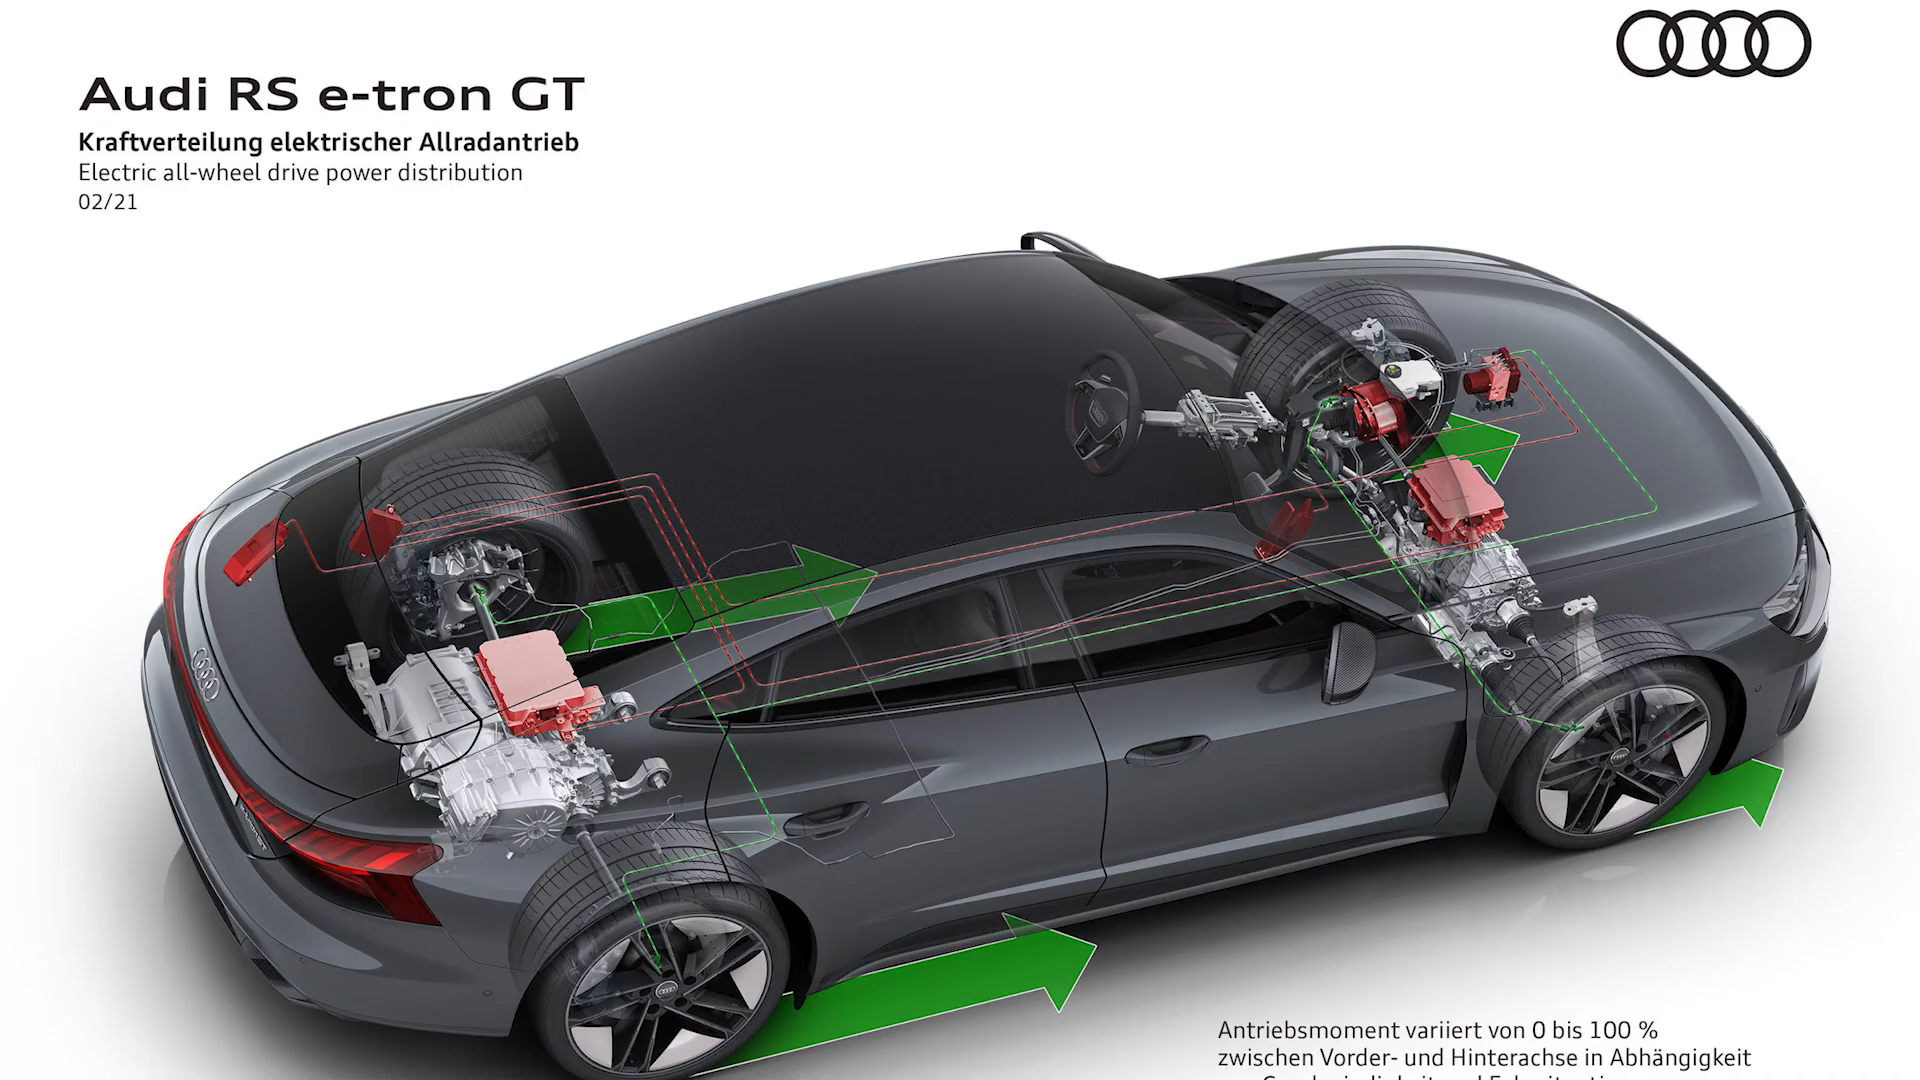 Audi RS e-tron GT
Kraftverteilung elektrischer Allradantrieb
Electric all-wheel drive power distribution
02/21
Antriebsmoment variiert von 0 bis 100 %
zwischen Vorder- und Hinterachse in Abhängigkeit